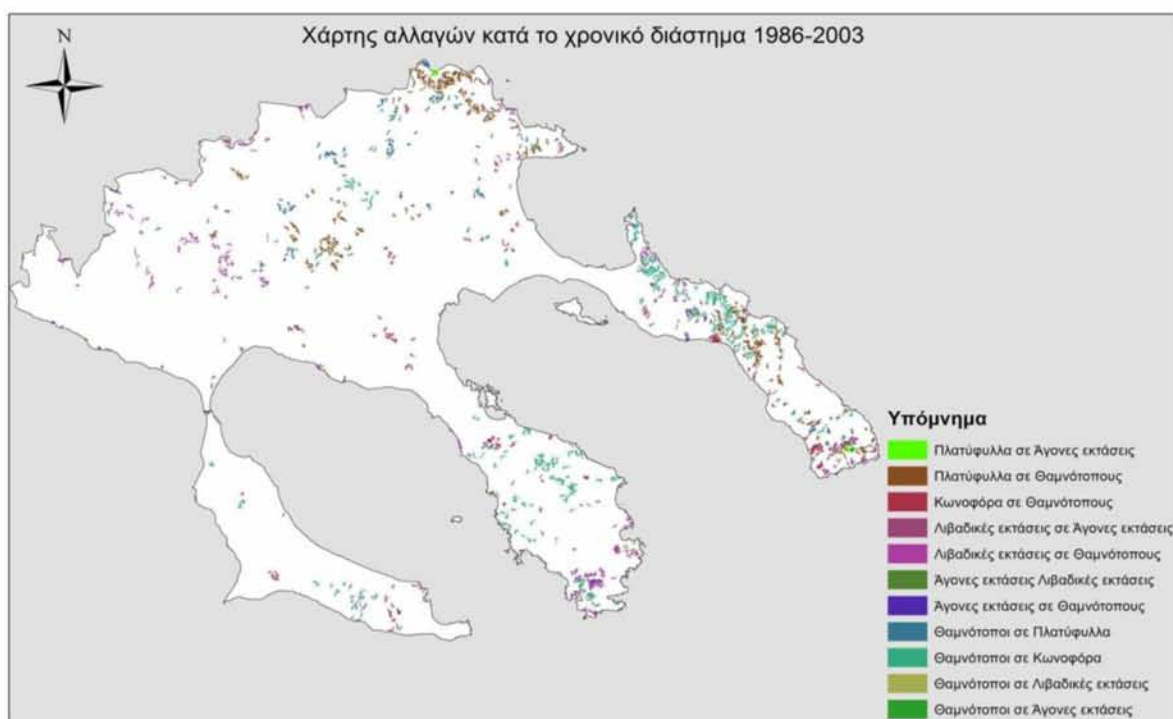 Χάρτης αλλαγών κατά το χρονικό διάστημα 1986-2003
N
Υπόμνημα
Πλατύφυλλα σε Άγονες εκτάσεις
Πλατύφυλλα σε Θαμνότοπους
Κωνοφόρα σε Θαμνότοπους
Λιβαδικές εκτάσεις σε Άγονες εκτάσεις
Λιβαδικές εκτάσεις σε Θαμνότοπους
Άγονες εκτάσεις Λιβαδικές εκτάσεις
Άγονες εκτάσεις σε Θαμνότοπους
Θαμνότοποι σε Πλατύφυλλα
Θαμνότοποι σε Κωνοφόρα
Θαμνότοποι σε Λιβαδικές εκτάσεις
Θαμνότοποι σε Άγονες εκτάσεις